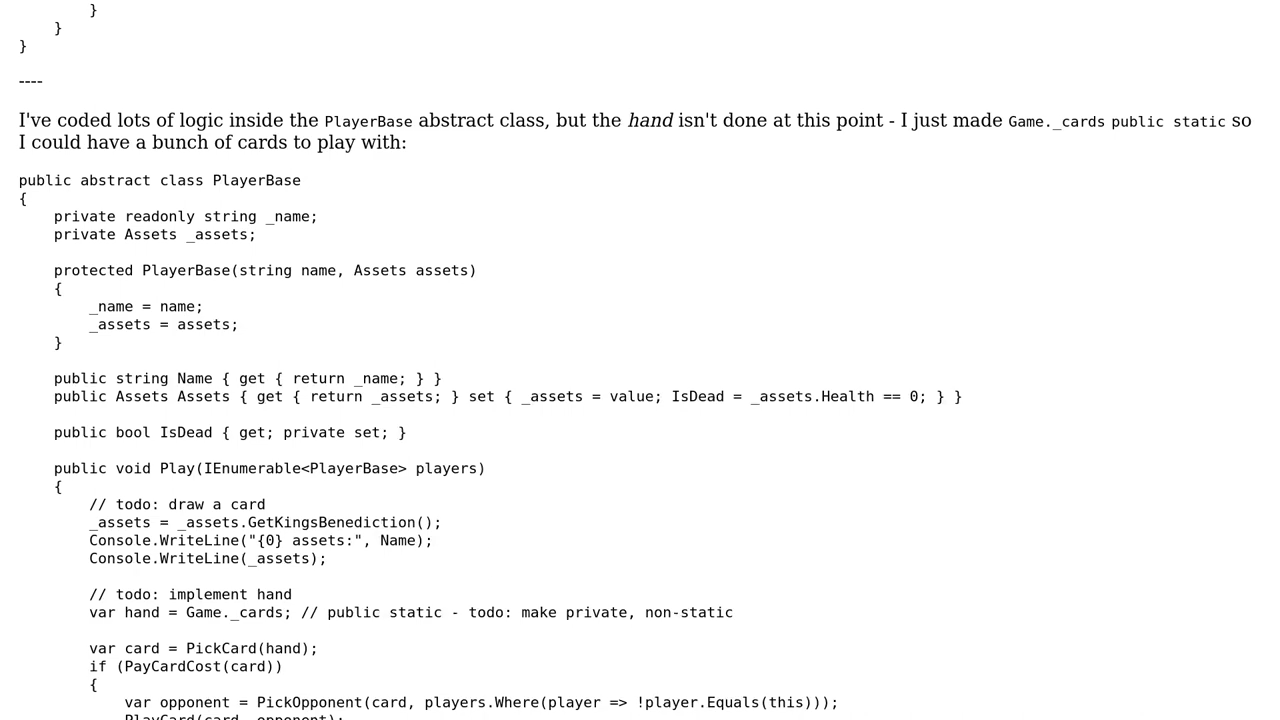 }
    }
}
----
I've coded lots of logic inside the PlayerBase abstract class, but the hand isn't done at this point - I just made Game._cards public static so
I could have a bunch of cards to play with:
public abstract class PlayerBase
{
    private readonly string _name;
    private Assets _assets;
    protected PlayerBase(string name, Assets assets)
    {
        _name = name;
        _assets = assets;
    }
    public string Name { get { return _name; } }
    public Assets Assets { get { return _assets; } set { _assets = value; IsDead = _assets.Health == 0; } }
    public bool IsDead { get; private set; }
    public void Play(IEnumerable<PlayerBase> players)
    {
        // todo: draw a card
        _assets = _assets.GetKingsBenediction();
        Console.WriteLine("{0} assets:", Name);
        Console.WriteLine(_assets);
        // todo: implement hand
        var hand = Game._cards; // public static - todo: make private, non-static
        var card = PickCard(hand);
        if (PayCardCost(card))
        {
            var opponent = PickOpponent(card, players.Where(player => !player.Equals(this)));
            PlayCard(card, opponent);